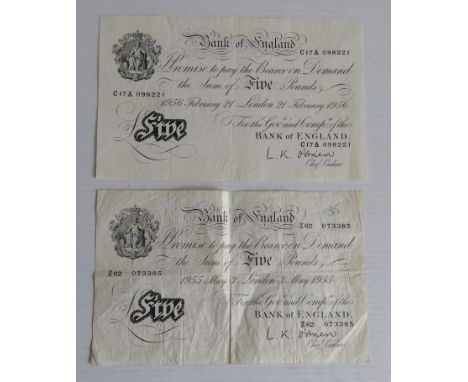 Bank of England
C17A 098221
I Promise to pay the Bearer on Demand
the Sum of Five Pounds
C17A 098221
1956 February 21 London 21 February 1956
For the Govr. and Compa. of the
BANK of ENGLAND.
Five
C17A 098221
L. K. O'Brien
Chief Cashier
35
Bank of England
Z62 073385
I Promise to pay the Bearer on Demand
the Sum of Five Pounds
Z62 073385
1955 May 3 London 3 May 1955
For the Govr. and Compa. of the
BANK of ENGLAND.
Five
Z62 073385
L. K. O'Brien
Chief Cashier